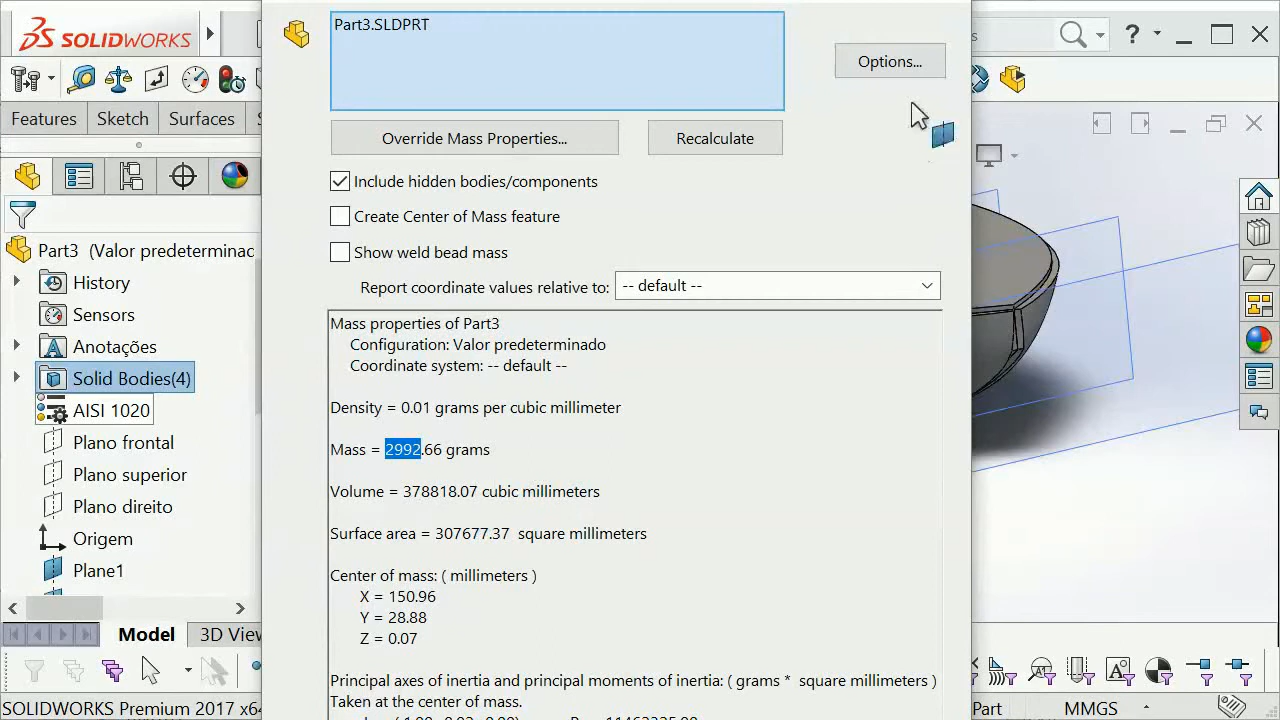 SOLIDWORKS
Part3.SLDPRT
Options...
Override Mass Properties...
Recalculate
Features
Sketch
Surfaces
Include hidden bodies/components
Create Center of Mass feature
Show weld bead mass
Part3 (Valor predeterminac
Report coordinate values relative to:
-- default --
History
Sensors
Anotações
Solid Bodies(4)
AISI 1020
Plano frontal
Plano superior
Plano direito
Origem
Plane1
Mass properties of Part3
Configuration: Valor predeterminado
Coordinate system: -- default --
Density = 0.01 grams per cubic millimeter
Mass = 2992.66 grams
Volume = 378818.07 cubic millimeters
Surface area = 307677.37 square millimeters
Center of mass: ( millimeters )
X = 150.96
Y = 28.88
Z = 0.07
Principal axes of inertia and principal moments of inertia: ( grams * square millimeters )
Taken at the center of mass.
Model
3D View
SOLIDWORKS Premium 2017 x64
Part
MMGS